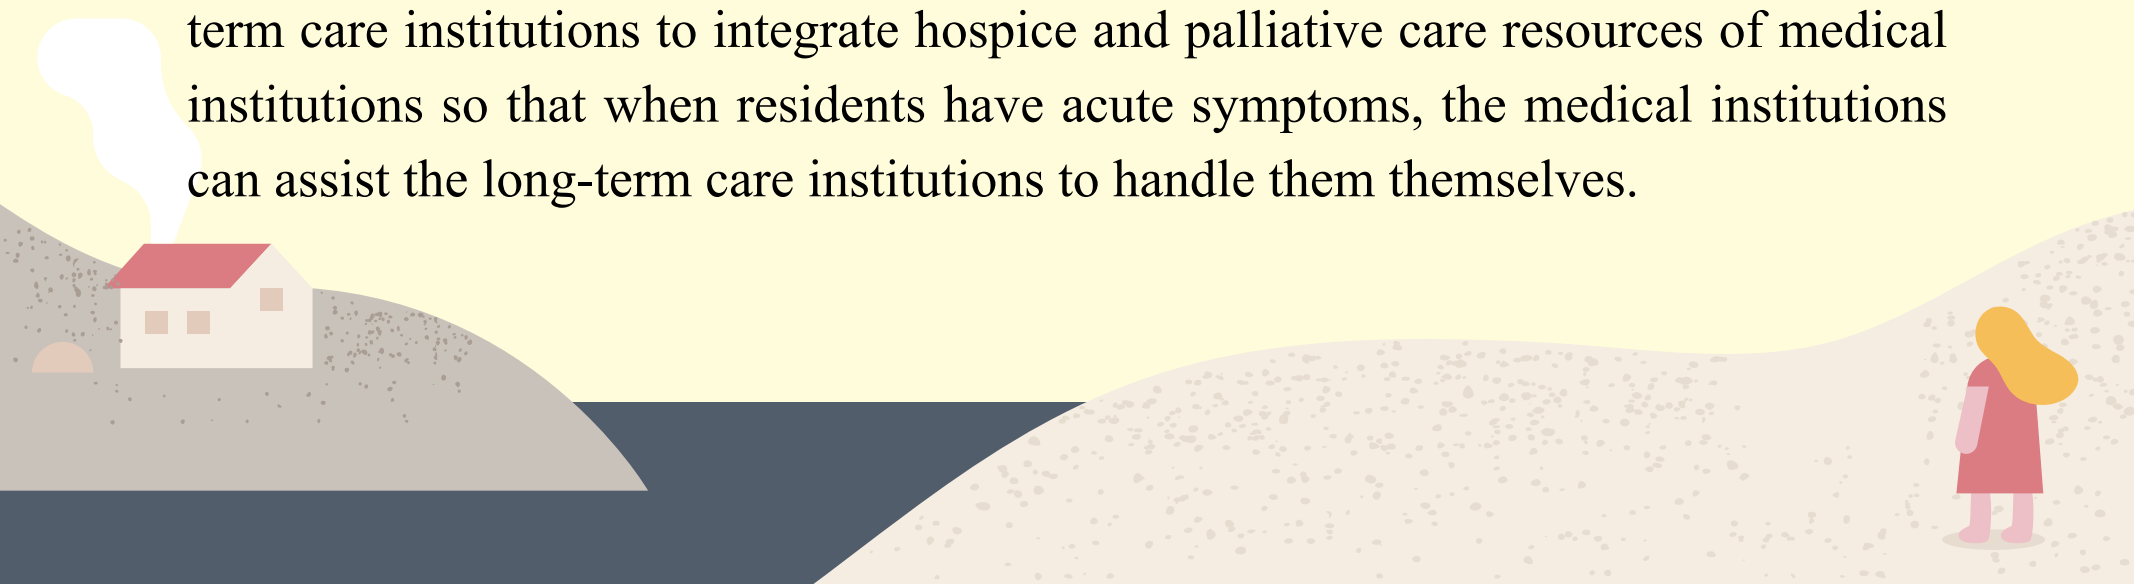 term care institutions to integrate hospice and palliative care resources of medical
institutions so that when residents have acute symptoms, the medical institutions
can assist the long-term care institutions to handle them themselves.